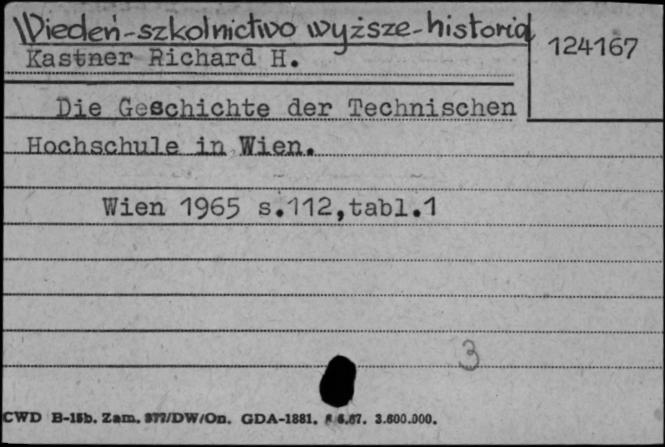 Wiedeń-szkolnictwo wyższe-historia
124167
Kastner Richard H.
Die Geschichte der Technischen
Hochschule in Wien.
Wien 1965 s.112,tabl.1
3
CWD B-15b. Zam. 377/DW/On. GDA-1881. 6.67. 3.600.000.